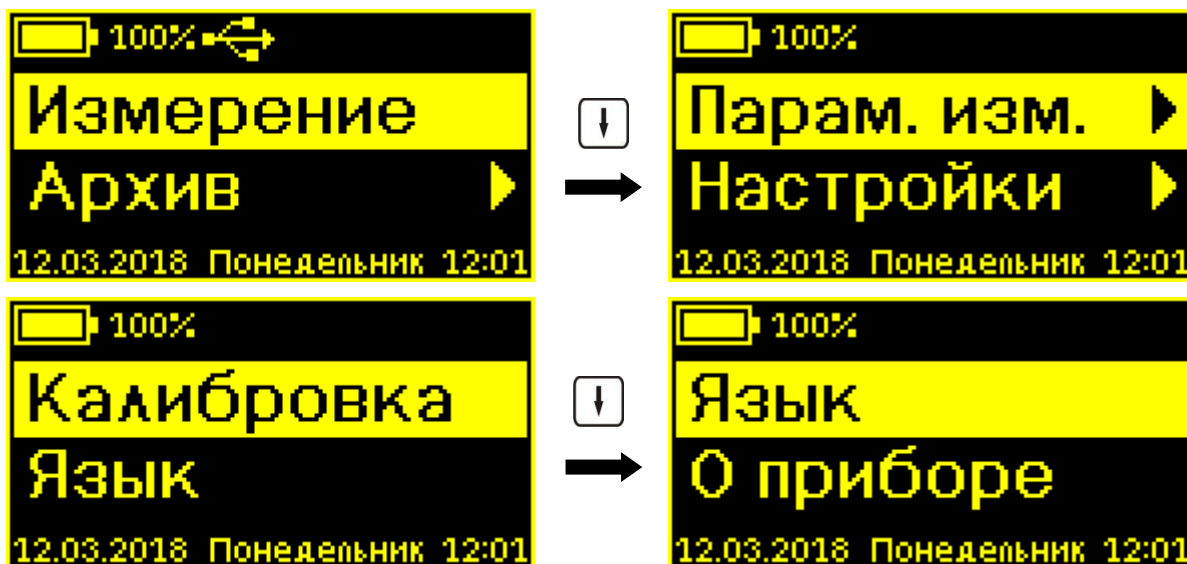 100%
Измерение
Архив
12.03.2018 Понедельник 12:01
100%
Парам. изм.
Настройки
12.03.2018 Понедельник 12:01
100%
Калибровка
Язык
12.03.2018 Понедельник 12:01
100%
Язык
О приборе
12.03.2018 Понедельник 12:01